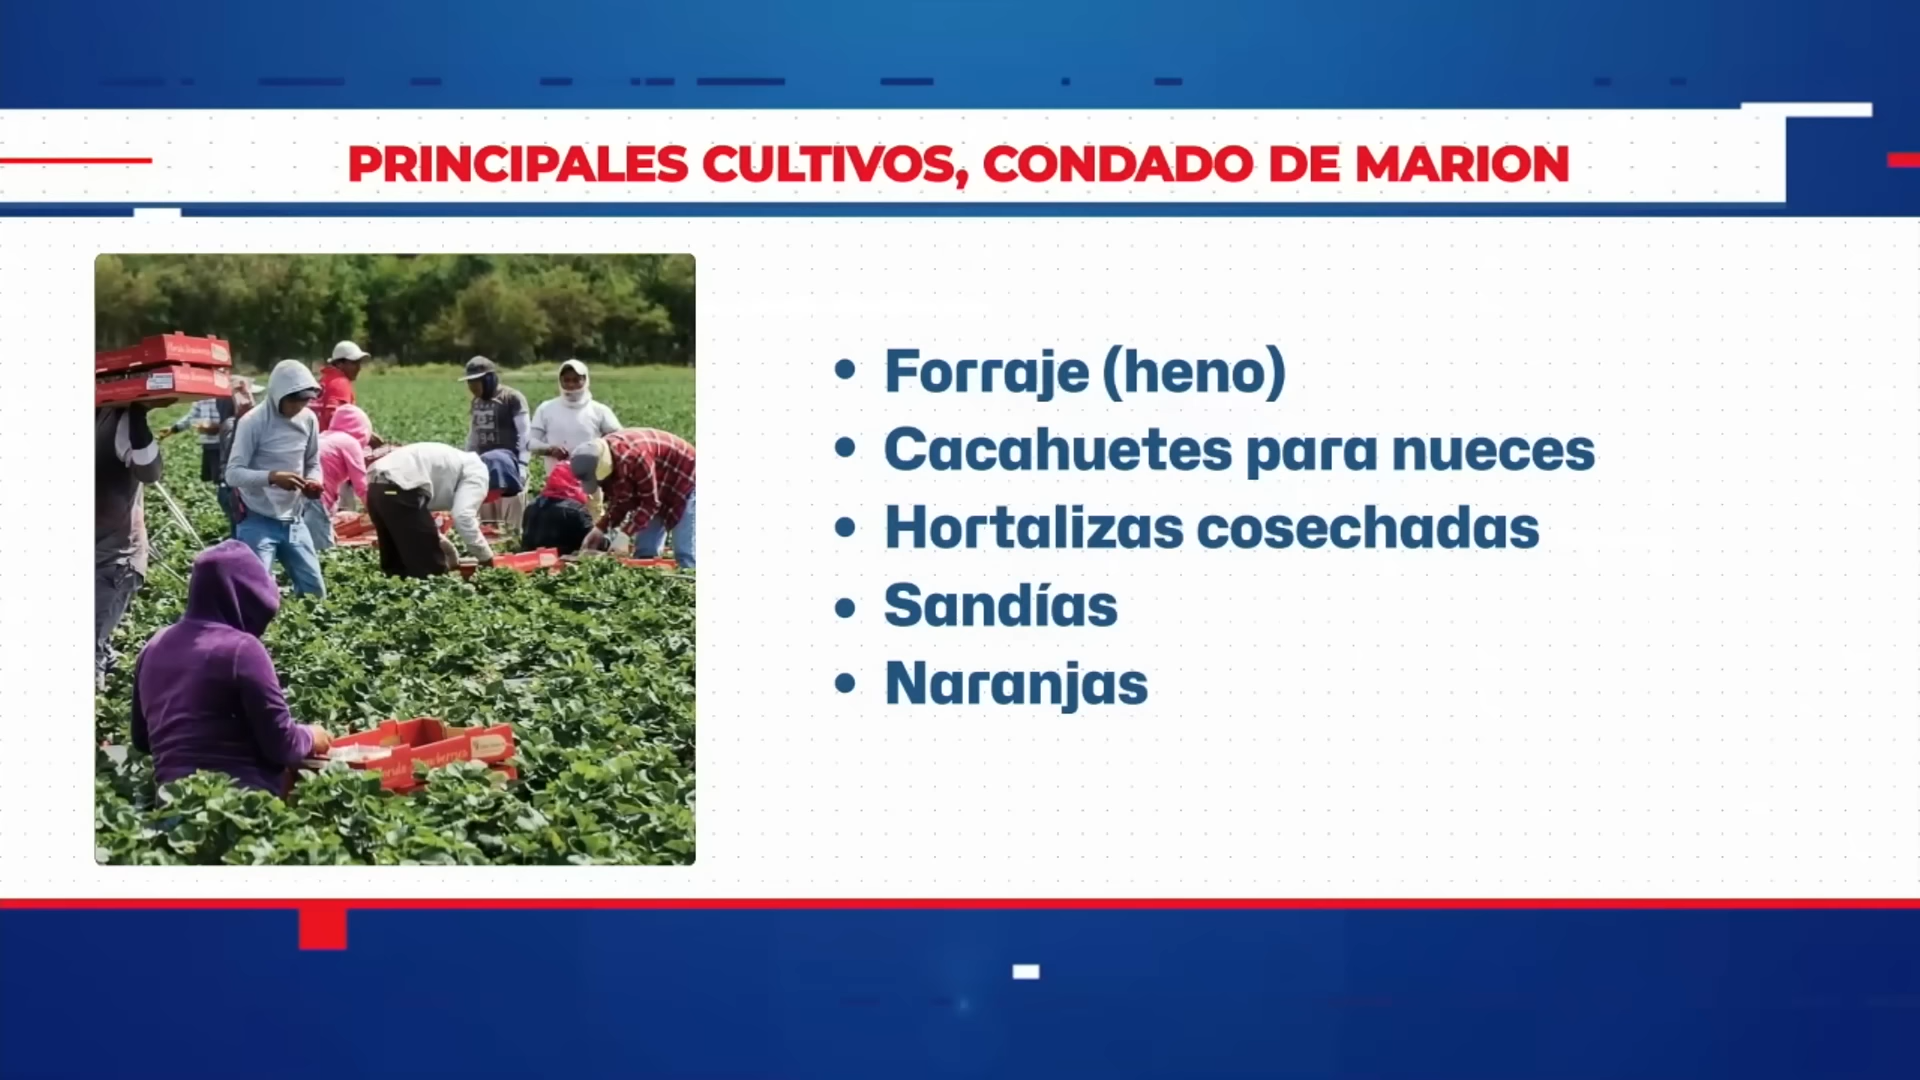 PRINCIPALES CULTIVOS, CONDADO DE MARION
• Forraje (heno)
• Cacahuetes para nueces
• Hortalizas cosechadas
• Sandías
• Naranjas